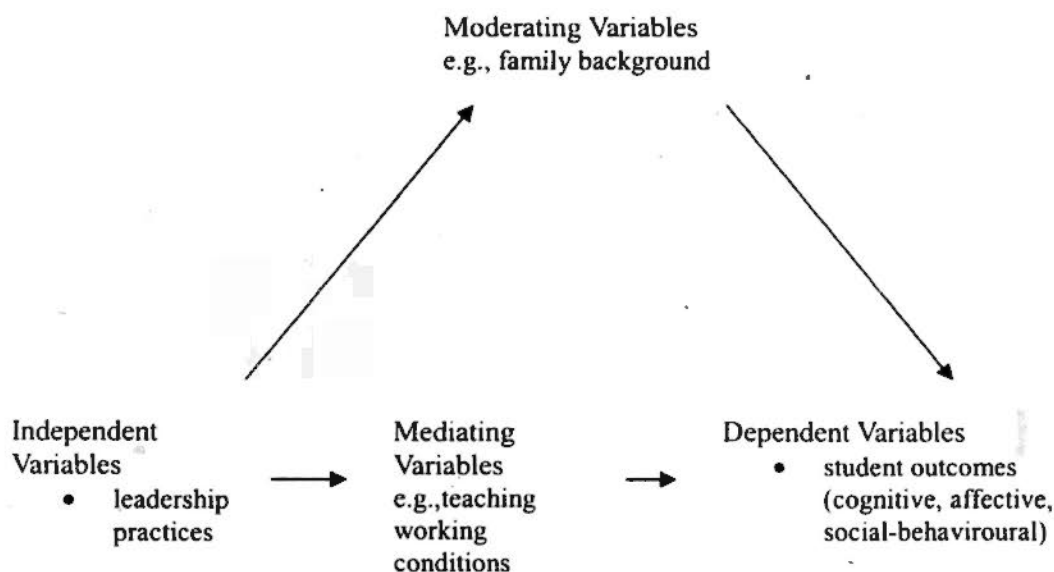 Moderating Variables
e.g., family background
Independent
Variables
• leadership
practices
Mediating
Variables
e.g.,teaching
working
conditions
Dependent Variables
• student outcomes
(cognitive, affective,
social-behaviroural)